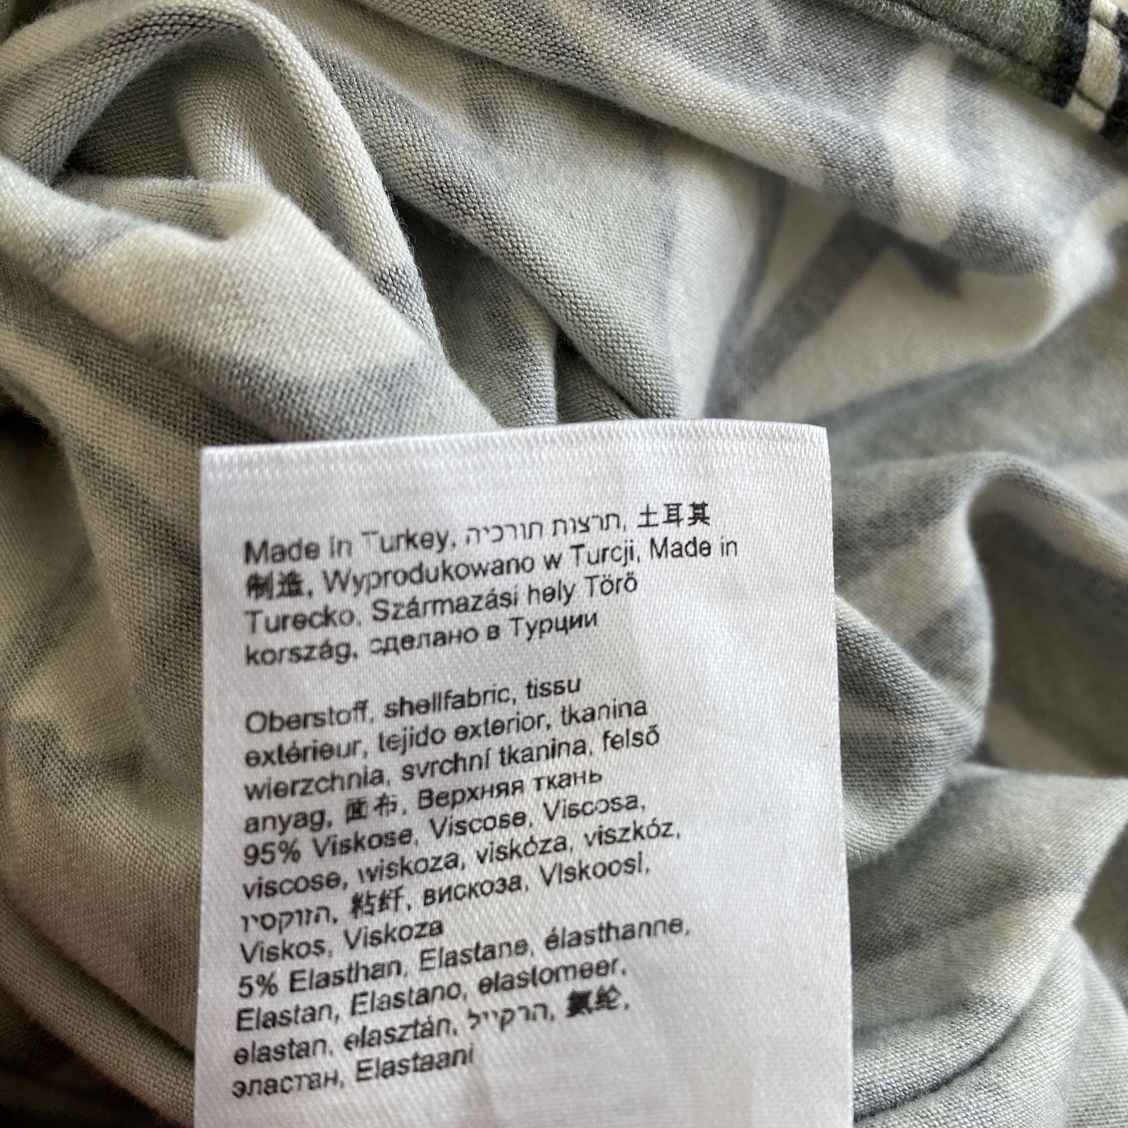 Made in Turkey, תרצות תורכיה, 土耳其
制造, Wyprodukowano w Turcji, Made in
Turecko, Származási hely Törö
kország, сделано в Турции
Oberstoff, shellfabric, tissu
extérieur, tejido exterior, tkanina
wierzchnia, svrchní tkanina, felső
anyag, 面布, Верхняя ткань
95% Viskose, Viscose, Viscosa,
viscose, wiskoza, viskóza, viszkóz,
הזוקסיו, 粘纤, вискоза, Viskoosi,
Viskos, Viskoza
5% Elasthan, Elastane, élasthanne,
Elastan, Elastano, elastomeer,
elastan, elasztán, הרקייל, 氨纶,
эластан, Elastaani